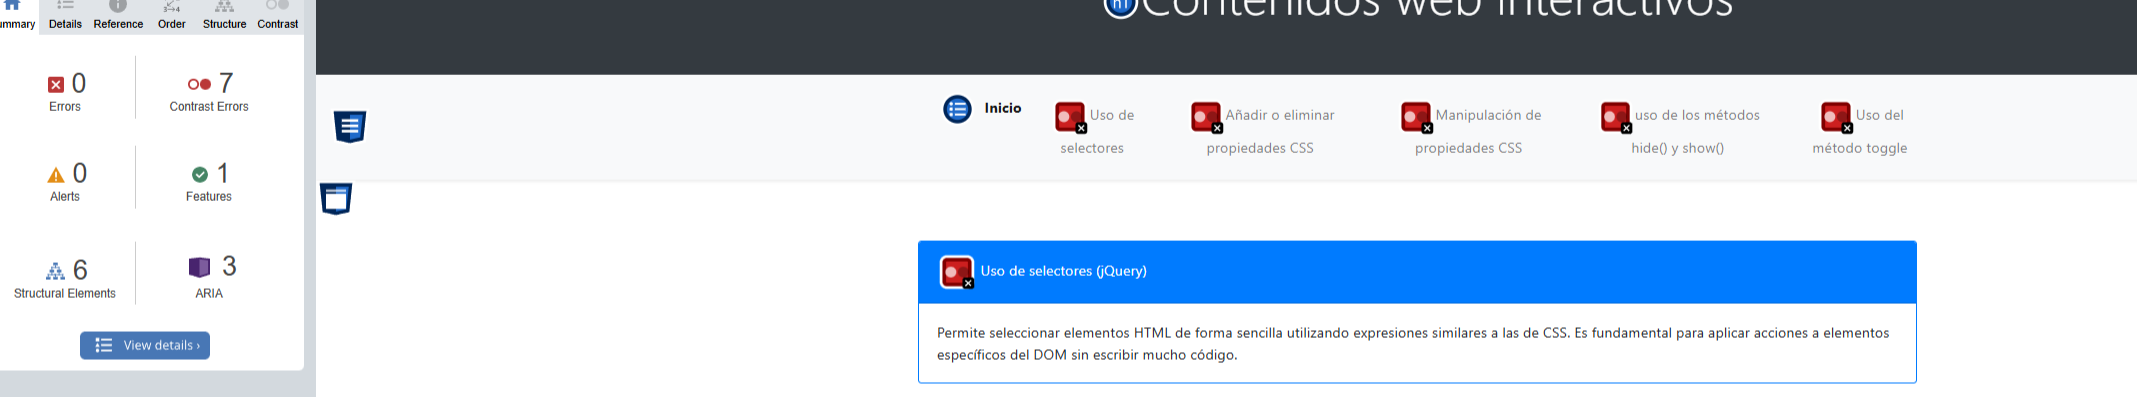 Summary Details Reference Order Structure Contrast
0 Errors
7 Contrast Errors
0 Alerts
1 Features
6 Structural Elements
3 ARIA
View details ›
h1 Contenidos web interactivos
Inicio
Uso de
selectores
Añadir o eliminar
propiedades CSS
Manipulación de
propiedades CSS
uso de los métodos
hide() y show()
Uso del
método toggle
Uso de selectores (jQuery)
Permite seleccionar elementos HTML de forma sencilla utilizando expresiones similares a las de CSS. Es fundamental para aplicar acciones a elementos
específicos del DOM sin escribir mucho código.